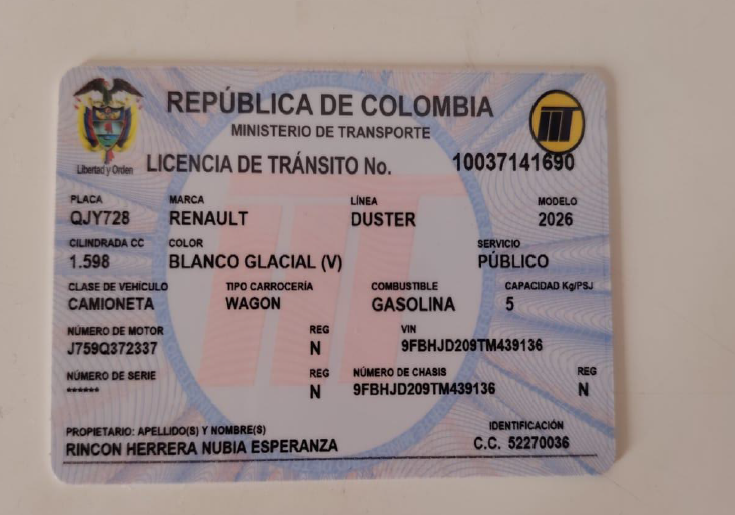 REPÚBLICA DE COLOMBIA
MINISTERIO DE TRANSPORTE
Libertad y Orden
LICENCIA DE TRÁNSITO No. 10037141690
PLACA MARCA LÍNEA MODELO
QJY728 RENAULT DUSTER 2026
CILINDRADA CC COLOR SERVICIO
1.598 BLANCO GLACIAL (V) PÚBLICO
CLASE DE VEHÍCULO TIPO CARROCERÍA COMBUSTIBLE CAPACIDAD Kg/PSJ
CAMIONETA WAGON GASOLINA 5
NÚMERO DE MOTOR REG VIN
J759Q372337 N 9FBHJD209TM439136
NÚMERO DE SERIE REG NÚMERO DE CHASIS REG
****** N 9FBHJD209TM439136 N
PROPIETARIO: APELLIDO(S) Y NOMBRE(S) IDENTIFICACIÓN
RINCON HERRERA NUBIA ESPERANZA C.C. 52270036